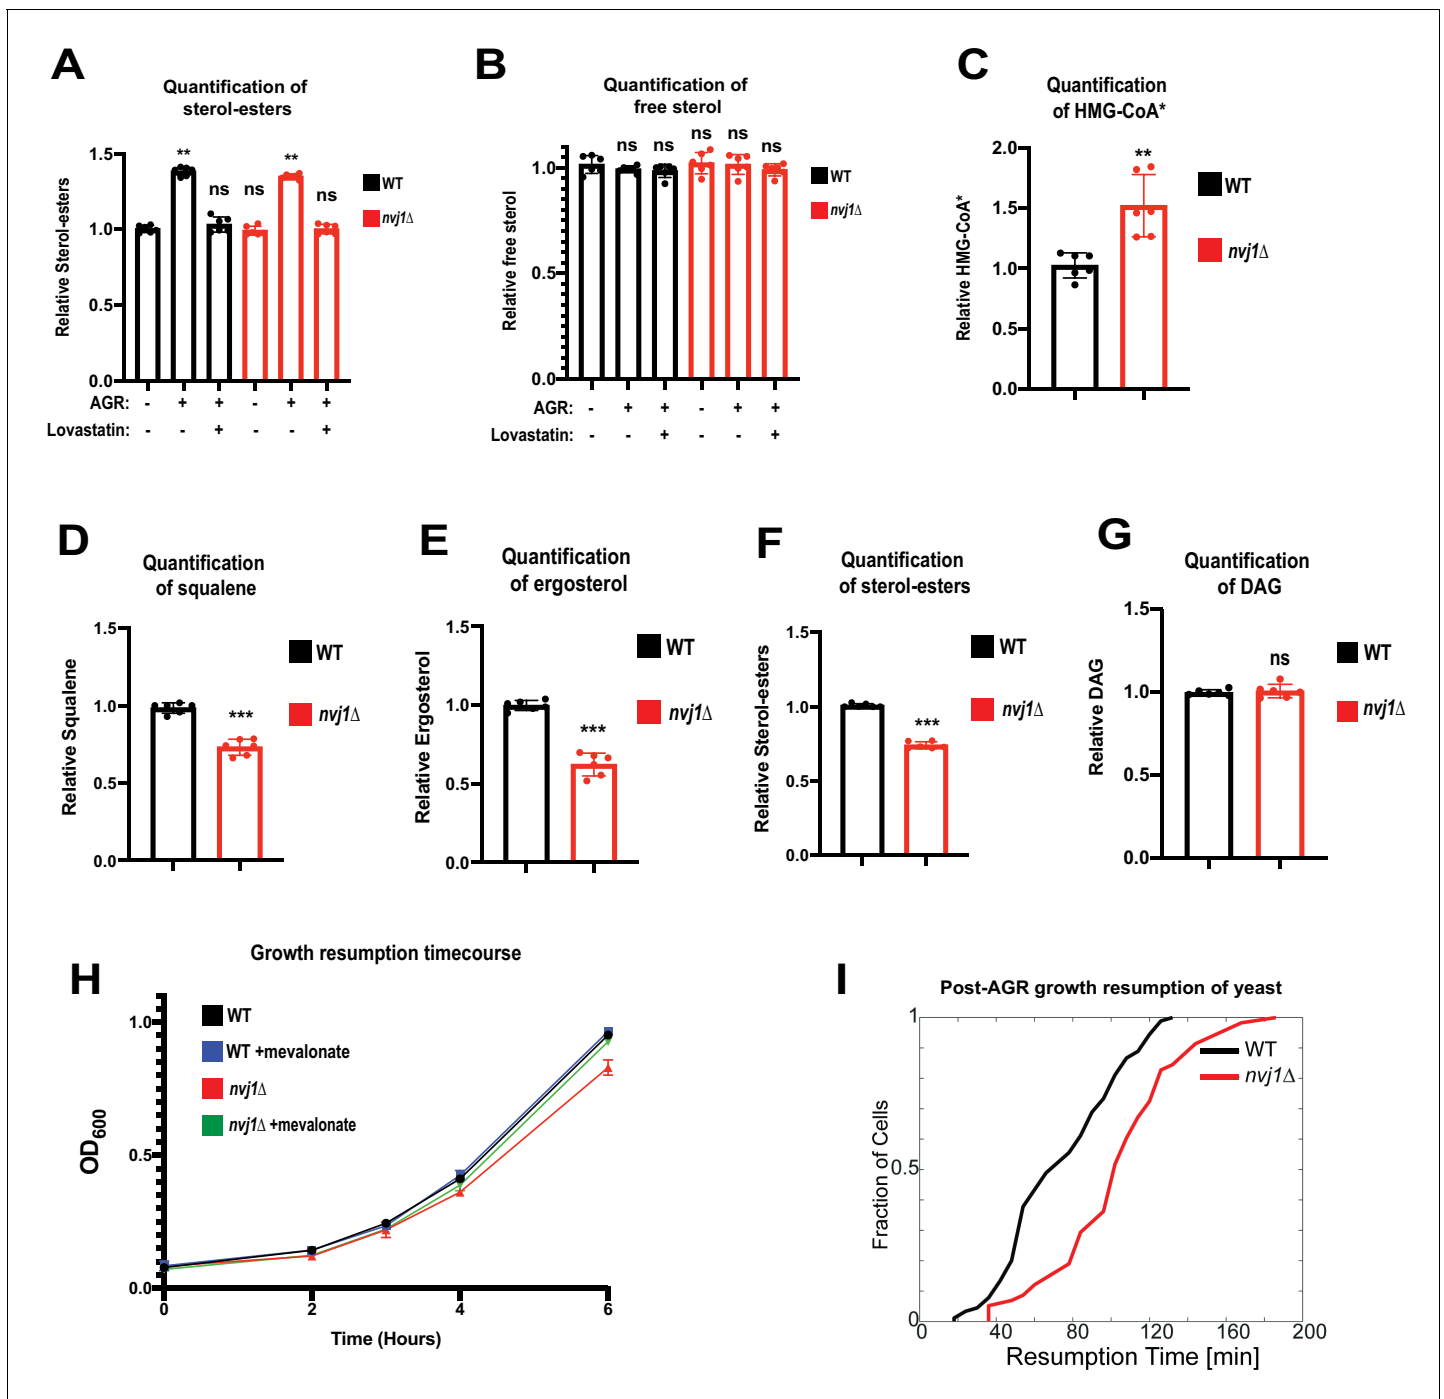 A
Quantification of
sterol-esters
Relative Sterol-esters
1.5
1.0
0.5
0.0
** ns ns ** ns
WT
nvj1Δ
AGR: - + + - + +
Lovastatin: - - + - - +
B
Quantification of
free sterol
Relative free sterol
1.0
0.5
0.0
ns ns ns ns ns
WT
nvj1Δ
AGR: - + + - + +
Lovastatin: - - + - - +
C
Quantification
of HMG-CoA*
Relative HMG-CoA*
2.0
1.5
1.0
0.5
0.0
**
WT
nvj1Δ
D
Quantification
of squalene
Relative Squalene
1.5
1.0
0.5
0.0
***
WT
nvj1Δ
E
Quantification
of ergosterol
Relative Ergosterol
1.5
1.0
0.5
0.0
***
WT
nvj1Δ
F
Quantification
of sterol-esters
Relative Sterol-esters
1.5
1.0
0.5
0.0
***
WT
nvj1Δ
G
Quantification
of DAG
Relative DAG
1.5
1.0
0.5
0.0
ns
WT
nvj1Δ
H
Growth resumption timecourse
OD600
1.0
0.5
0.0
WT
WT +mevalonate
nvj1Δ
nvj1Δ +mevalonate
0 2 4 6
Time (Hours)
I
Post-AGR growth resumption of yeast
Fraction of Cells
1
0.5
0
WT
nvj1Δ
0 40 80 120 160 200
Resumption Time [min]